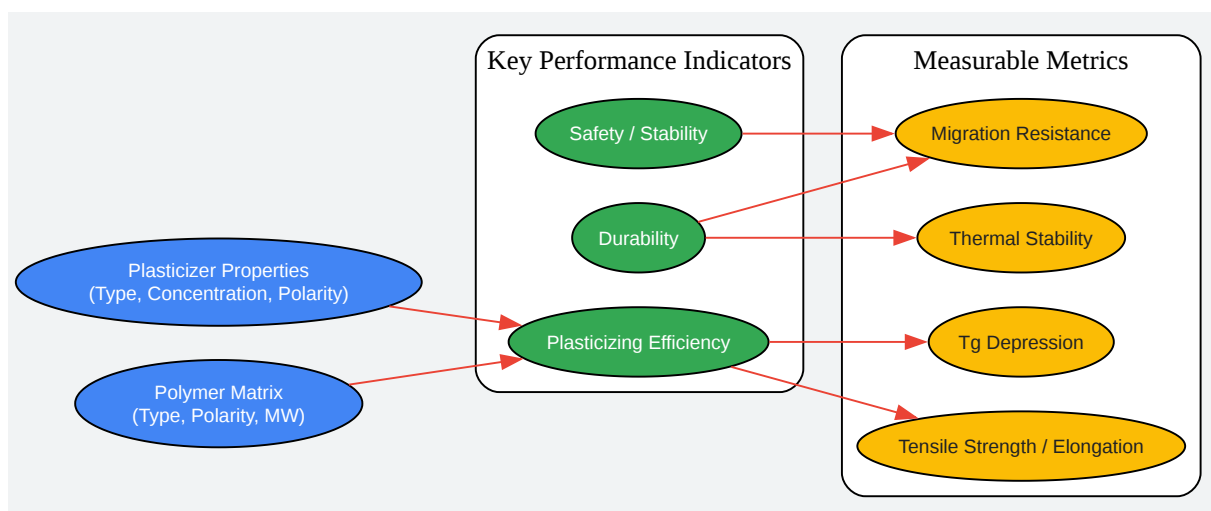 Key Performance Indicators
Measurable Metrics
Safety / Stability
Migration Resistance
Durability
Thermal Stability
Plasticizer Properties
(Type, Concentration, Polarity)
Plasticizing Efficiency
Tg Depression
Polymer Matrix
(Type, Polarity, MW)
Tensile Strength / Elongation